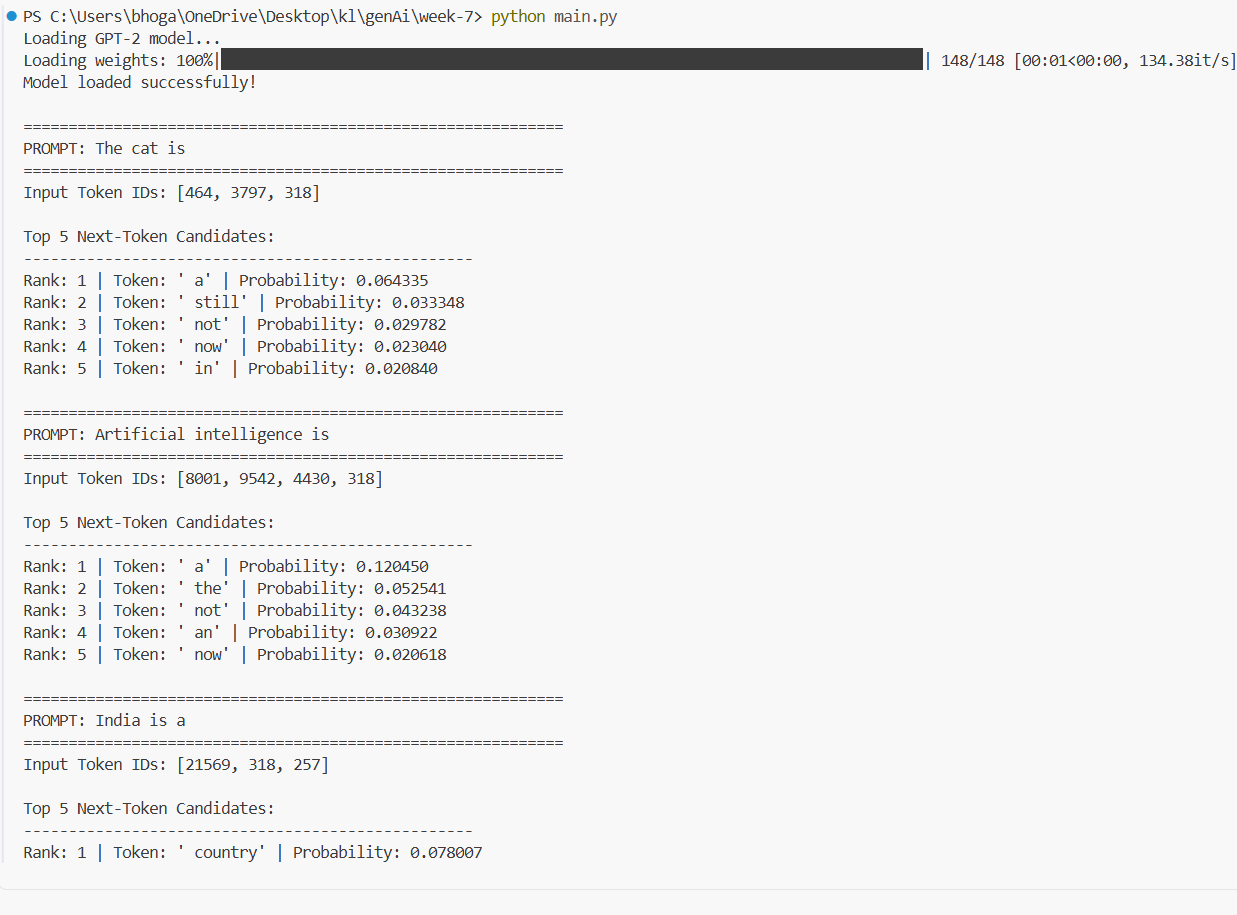 PS C:\Users\bhoga\OneDrive\Desktop\kl\genAi\week-7> python main.py
Loading GPT-2 model...
Loading weights: 100%|██████████████████████████████| 148/148 [00:01<00:00, 134.38it/s]
Model loaded successfully!
============================================================
PROMPT: The cat is
============================================================
Input Token IDs: [464, 3797, 318]
Top 5 Next-Token Candidates:
--------------------------------------------------
Rank: 1 | Token: ' a' | Probability: 0.064335
Rank: 2 | Token: ' still' | Probability: 0.033348
Rank: 3 | Token: ' not' | Probability: 0.029782
Rank: 4 | Token: ' now' | Probability: 0.023040
Rank: 5 | Token: ' in' | Probability: 0.020840
============================================================
PROMPT: Artificial intelligence is
============================================================
Input Token IDs: [8001, 9542, 4430, 318]
Top 5 Next-Token Candidates:
--------------------------------------------------
Rank: 1 | Token: ' a' | Probability: 0.120450
Rank: 2 | Token: ' the' | Probability: 0.052541
Rank: 3 | Token: ' not' | Probability: 0.043238
Rank: 4 | Token: ' an' | Probability: 0.030922
Rank: 5 | Token: ' now' | Probability: 0.020618
============================================================
PROMPT: India is a
============================================================
Input Token IDs: [21569, 318, 257]
Top 5 Next-Token Candidates:
--------------------------------------------------
Rank: 1 | Token: ' country' | Probability: 0.078007